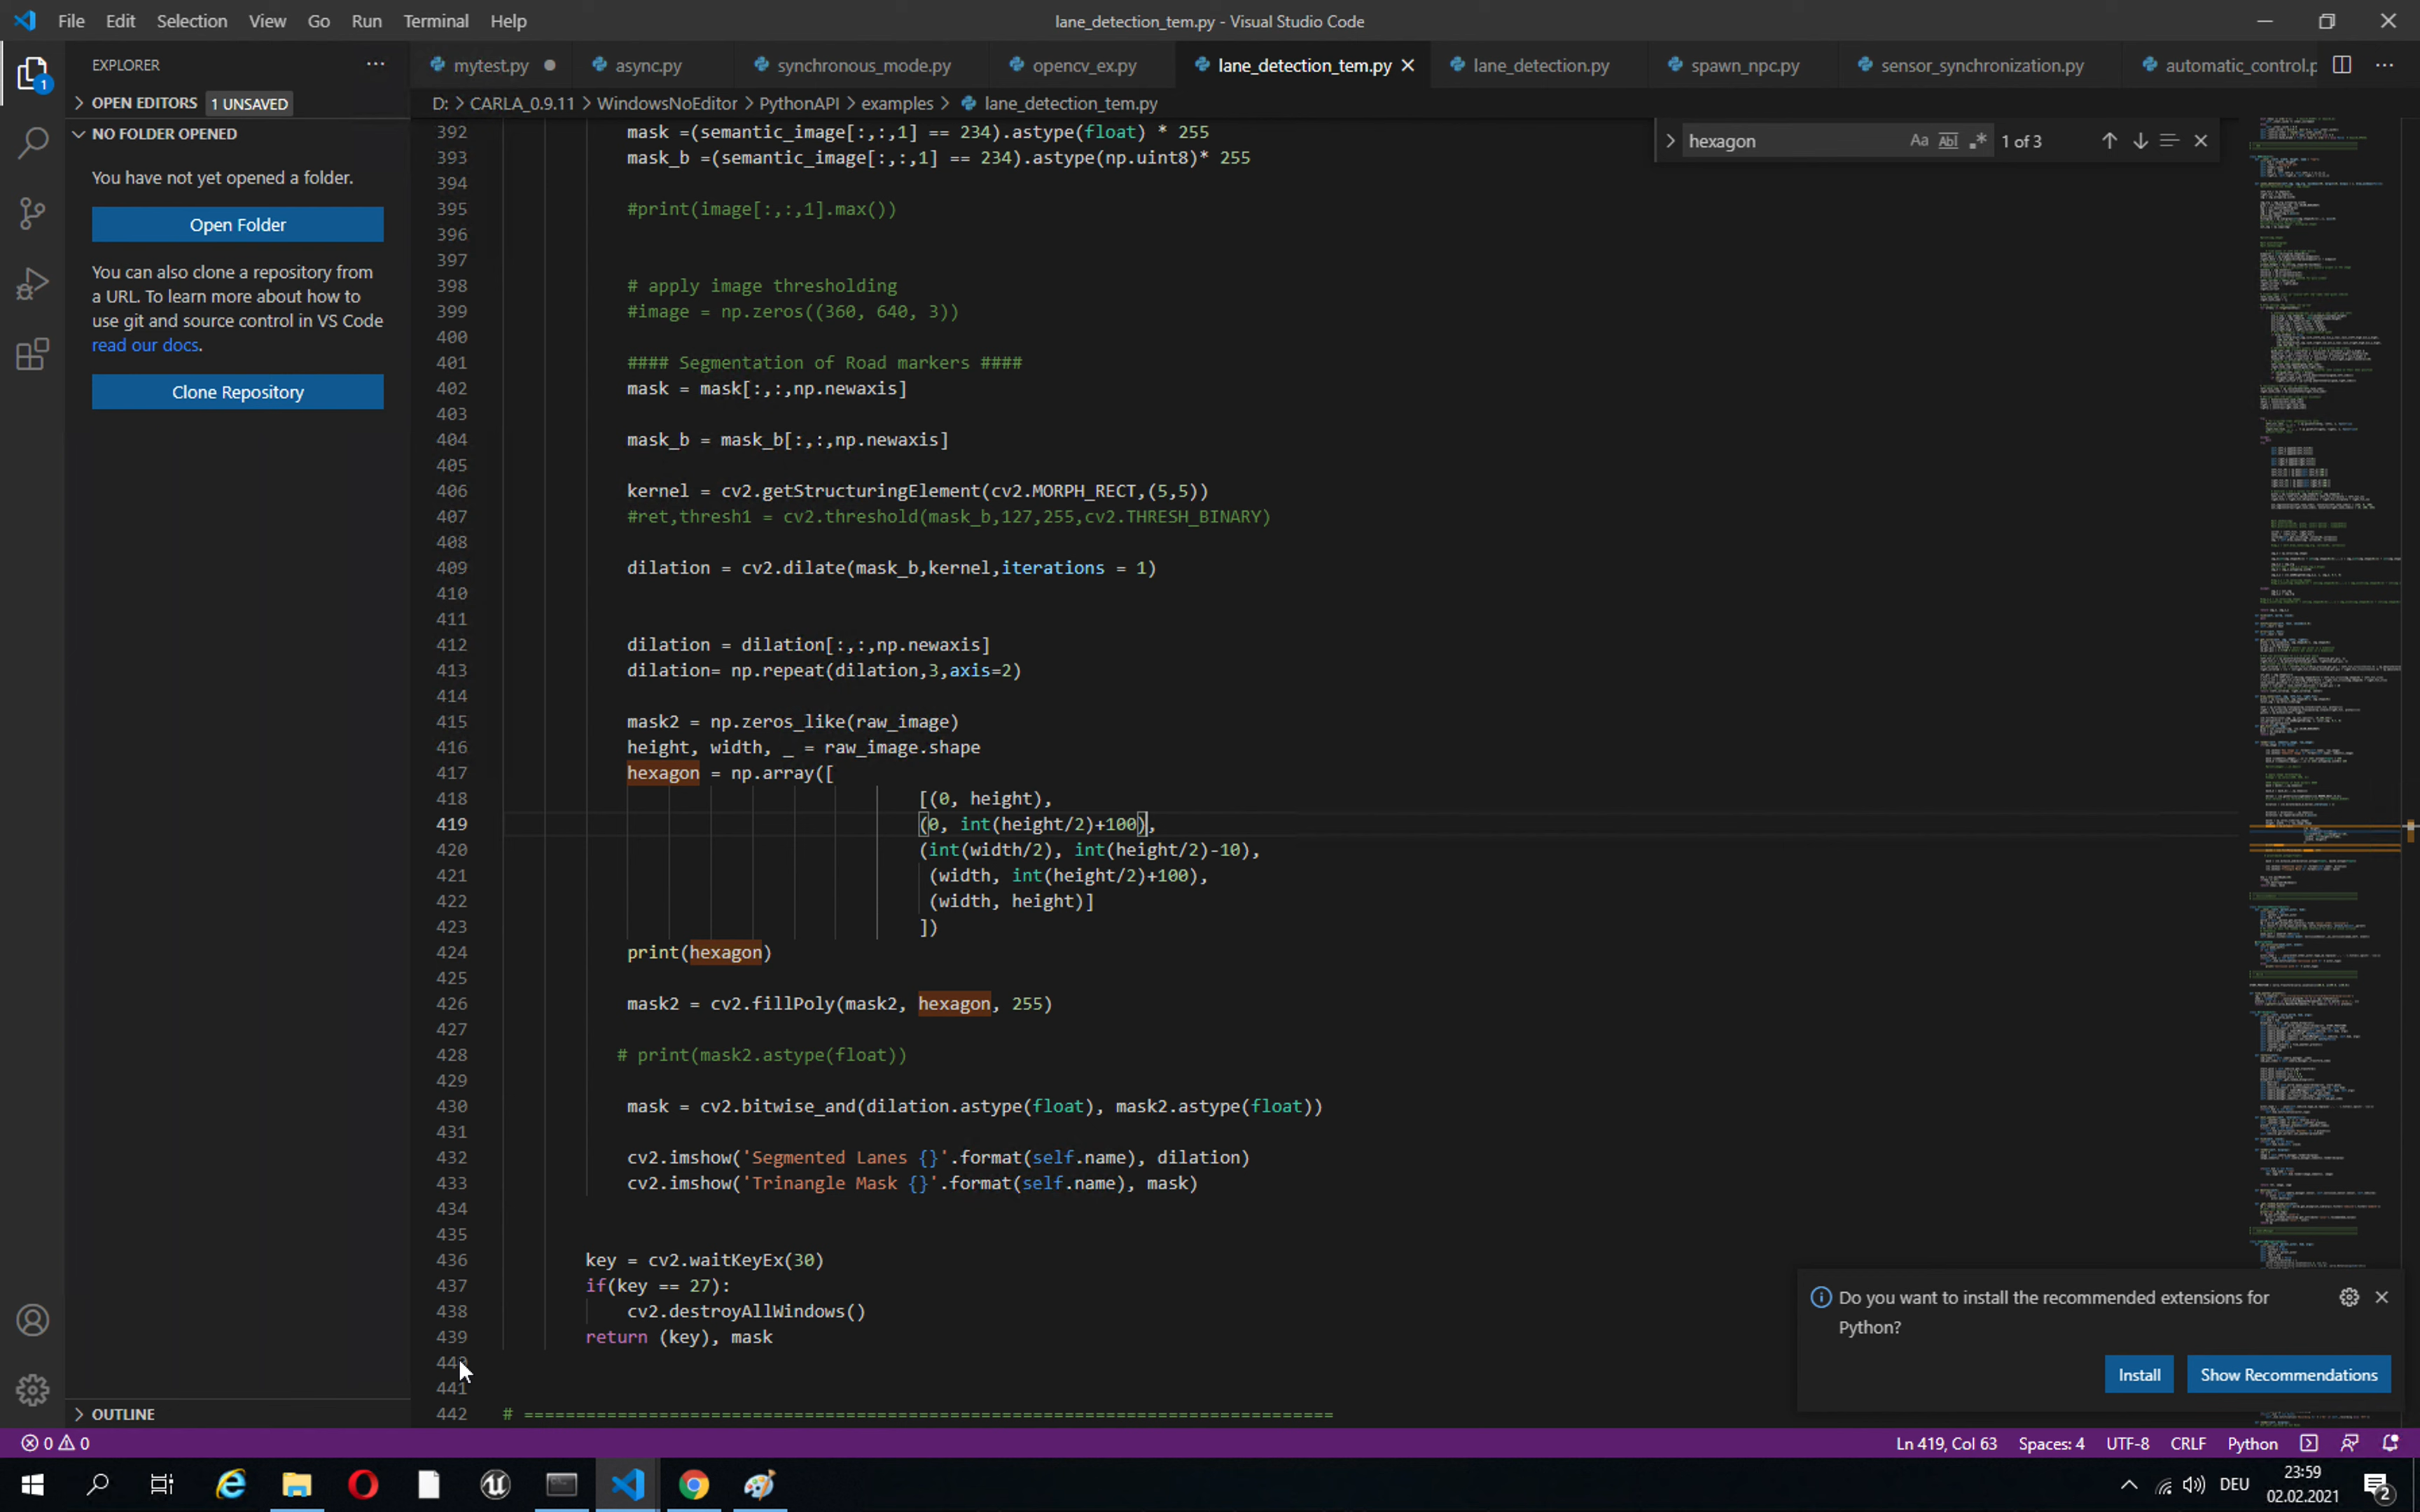 File Edit Selection View Go Run Terminal Help
lane_detection_tem.py - Visual Studio Code
EXPLORER
OPEN EDITORS 1 UNSAVED
NO FOLDER OPENED
You have not yet opened a folder.
Open Folder
You can also clone a repository from
a URL. To learn more about how to
use git and source control in VS Code
read our docs.
Clone Repository
OUTLINE
1
mytest.py async.py synchronous_mode.py opencv_ex.py lane_detection_tem.py lane_detection.py spawn_npc.py sensor_synchronization.py automatic_control.p
D: > CARLA_0.9.11 > WindowsNoEditor > PythonAPI > examples > lane_detection_tem.py
hexagon Aa Abl .* 1 of 3
392 mask =(semantic_image[:,:,1] == 234).astype(float) * 255
393 mask_b =(semantic_image[:,:,1] == 234).astype(np.uint8)* 255
394
395 #print(image[:,:,1].max())
396
397
398 # apply image thresholding
399 #image = np.zeros((360, 640, 3))
400
401 #### Segmentation of Road markers ####
402 mask = mask[:,:,np.newaxis]
403
404 mask_b = mask_b[:,:,np.newaxis]
405
406 kernel = cv2.getStructuringElement(cv2.MORPH_RECT,(5,5))
407 #ret,thresh1 = cv2.threshold(mask_b,127,255,cv2.THRESH_BINARY)
408
409 dilation = cv2.dilate(mask_b,kernel,iterations = 1)
410
411
412 dilation = dilation[:,:,np.newaxis]
413 dilation= np.repeat(dilation,3,axis=2)
414
415 mask2 = np.zeros_like(raw_image)
416 height, width, _ = raw_image.shape
417 hexagon = np.array([
418 [(0, height),
419 (0, int(height/2)+100),
420 (int(width/2), int(height/2)-10),
421 (width, int(height/2)+100),
422 (width, height)]
423 ])
424 print(hexagon)
425
426 mask2 = cv2.fillPoly(mask2, hexagon, 255)
427
428 # print(mask2.astype(float))
429
430 mask = cv2.bitwise_and(dilation.astype(float), mask2.astype(float))
431
432 cv2.imshow('Segmented Lanes {}'.format(self.name), dilation)
433 cv2.imshow('Trinangle Mask {}'.format(self.name), mask)
434
435
436 key = cv2.waitKeyEx(30)
437 if(key == 27):
438 cv2.destroyAllWindows()
439 return (key), mask
440
441
442 # ==============================================================================
Do you want to install the recommended extensions for
Python?
Install Show Recommendations
0 0
Ln 419, Col 63 Spaces: 4 UTF-8 CRLF Python
DEU
23:59
02.02.2021
2